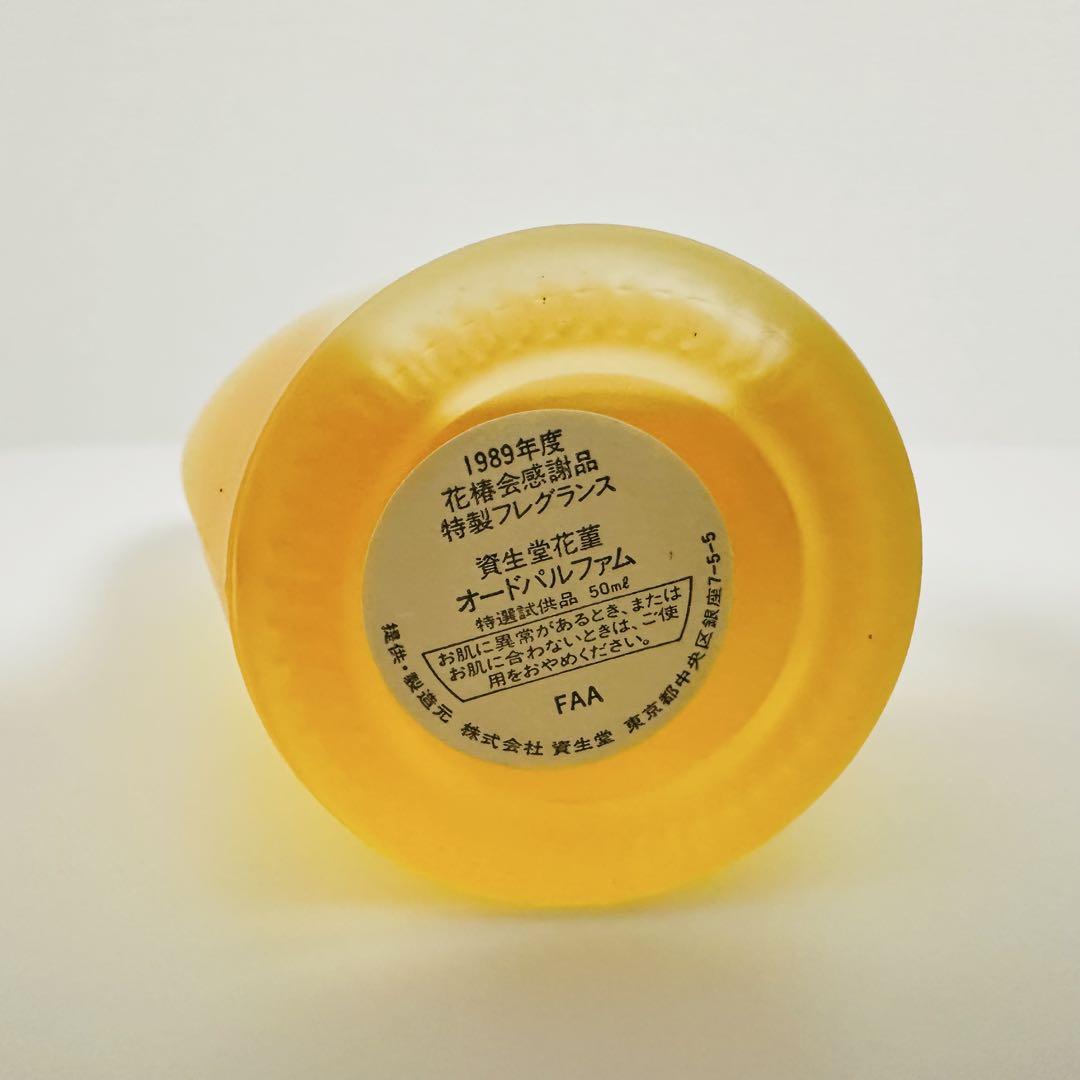 1989年度
花椿会感謝品
特製フレグランス
資生堂花菫
オードパルファム
特選試供品 50mℓ
お肌に異常があるとき、または
お肌に合わないときは、ご使
用をおやめください。
FAA
提供・製造元 株式会社 資生堂 東京都中央区銀座7-5-5